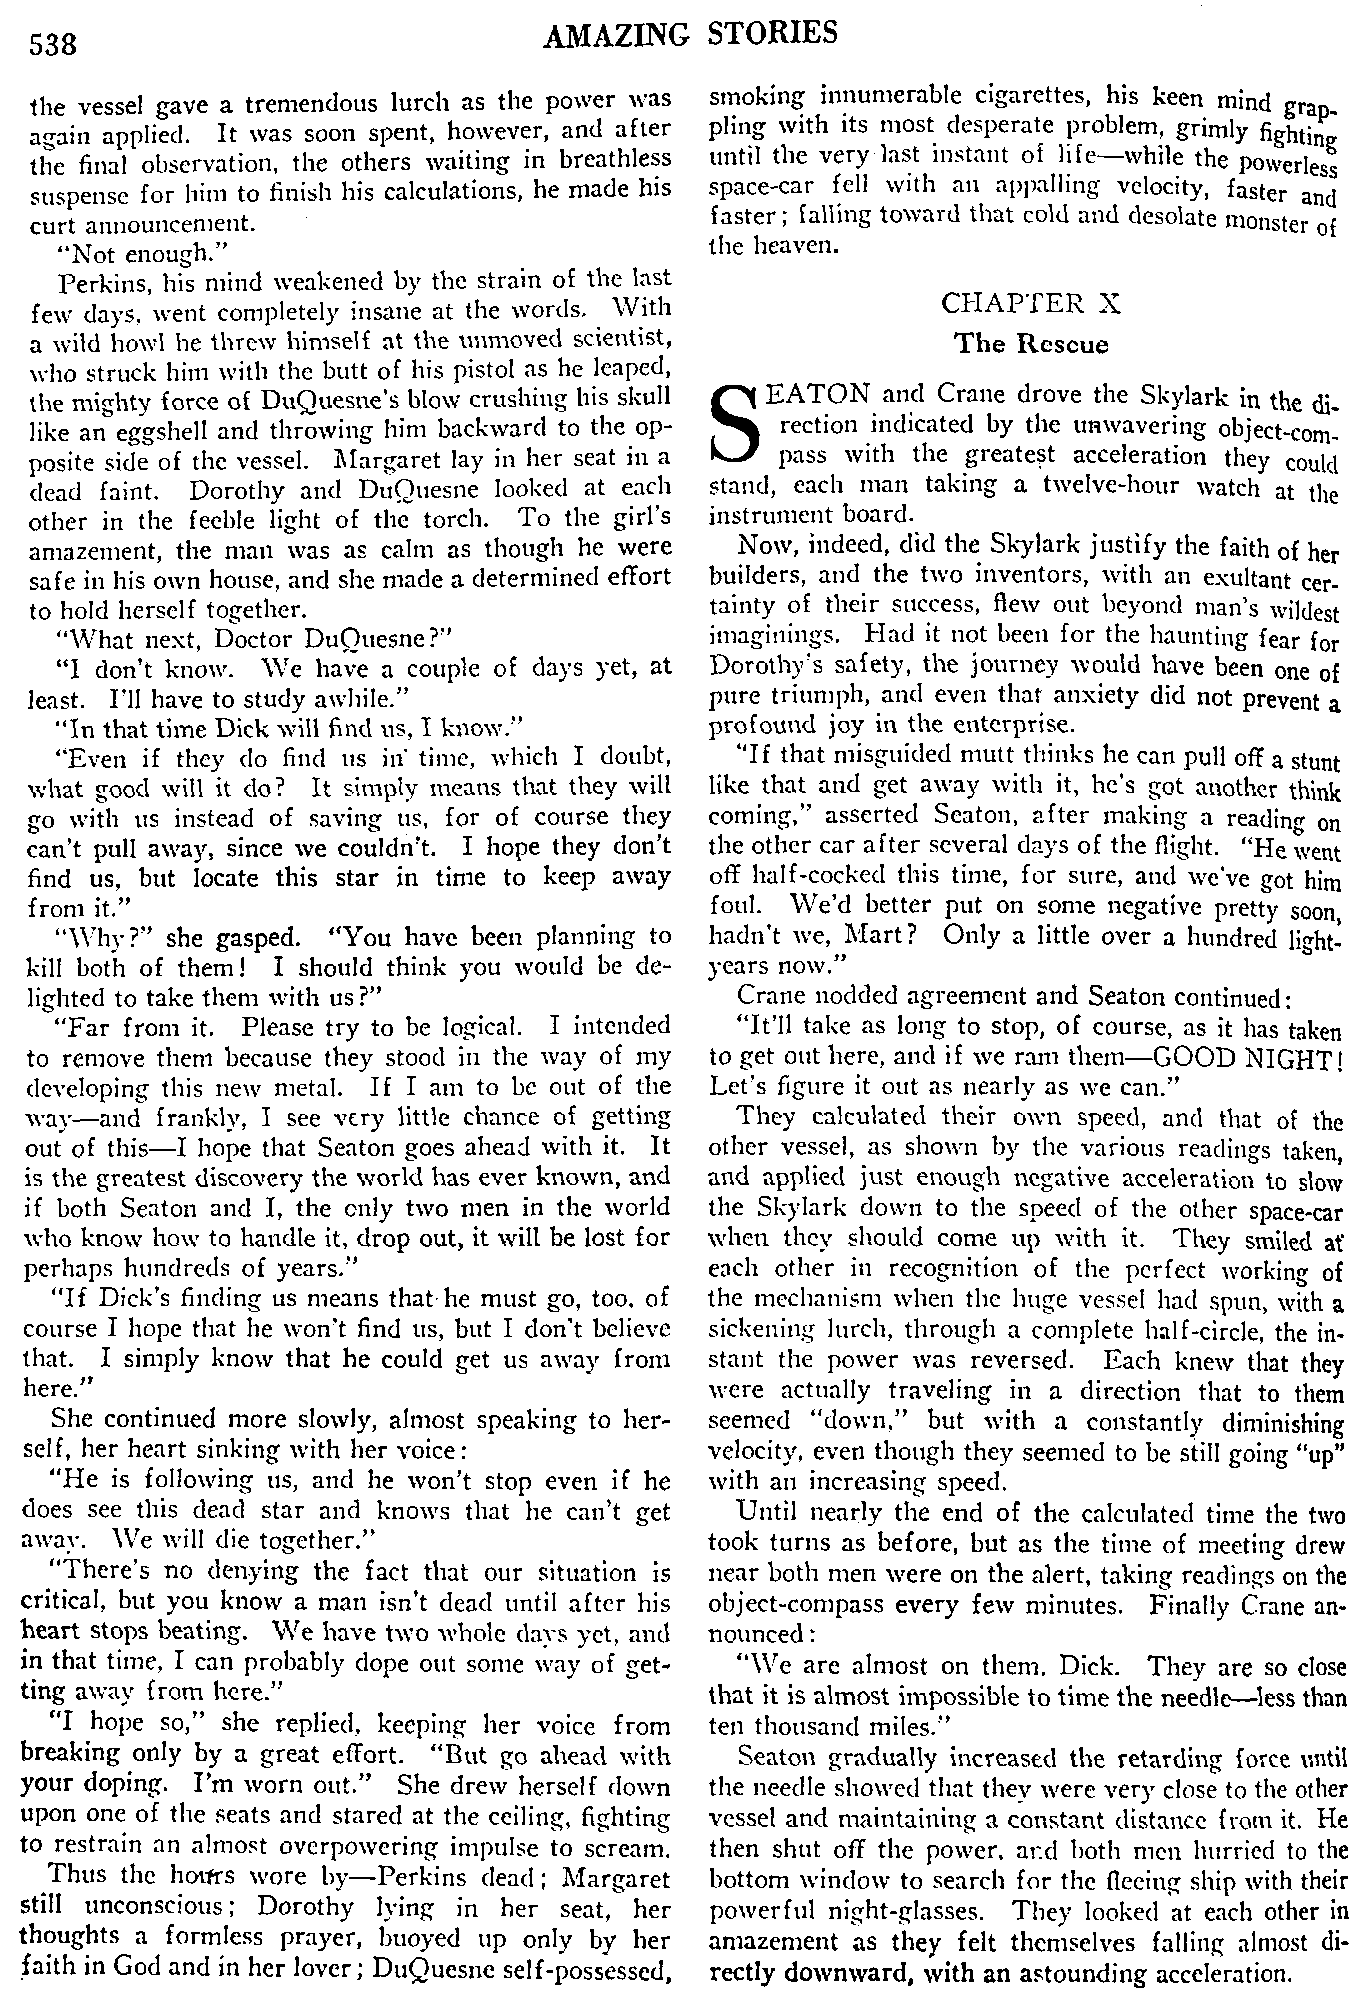 538
AMAZING STORIES
the vessel gave a tremendous lurch as the power was
again applied. It was soon spent, however, and after
the final observation, the others waiting in breathless
suspense for him to finish his calculations, he made his
curt announcement.
"Not enough."
Perkins, his mind weakened by the strain of the last
few days, went completely insane at the words. With
a wild howl he threw himself at the unmoved scientist,
who struck him with the butt of his pistol as he leaped,
the mighty force of DuQuesne's blow crushing his skull
like an eggshell and throwing him backward to the op-
posite side of the vessel. Margaret lay in her seat in a
dead faint. Dorothy and DuQuesne looked at each
other in the feeble light of the torch. To the girl's
amazement, the man was as calm as though he were
safe in his own house, and she made a determined effort
to hold herself together.
"What next, Doctor DuQuesne?"
"I don't know. We have a couple of days yet, at
least. I'll have to study awhile."
"In that time Dick will find us, I know."
"Even if they do find us in time, which I doubt,
what good will it do? It simply means that they will
go with us instead of saving us, for of course they
can't pull away, since we couldn't. I hope they don't
find us, but locate this star in time to keep away
from it."
"Why?" she gasped. "You have been planning to
kill both of them! I should think you would be de-
lighted to take them with us?"
"Far from it. Please try to be logical. I intended
to remove them because they stood in the way of my
developing this new metal. If I am to be out of the
way—and frankly, I see very little chance of getting
out of this—I hope that Seaton goes ahead with it. It
is the greatest discovery the world has ever known, and
if both Seaton and I, the only two men in the world
who know how to handle it, drop out, it will be lost for
perhaps hundreds of years."
"If Dick's finding us means that he must go, too, of
course I hope that he won't find us, but I don't believe
that. I simply know that he could get us away from
here."
She continued more slowly, almost speaking to her-
self, her heart sinking with her voice:
"He is following us, and he won't stop even if he
does see this dead star and knows that he can't get
away. We will die together."
"There's no denying the fact that our situation is
critical, but you know a man isn't dead until after his
heart stops beating. We have two whole days yet, and
in that time, I can probably dope out some way of get-
ting away from here."
"I hope so," she replied, keeping her voice from
breaking only by a great effort. "But go ahead with
your doping. I'm worn out." She drew herself down
upon one of the seats and stared at the ceiling, fighting
to restrain an almost overpowering impulse to scream.
Thus the hours wore by—Perkins dead; Margaret
still unconscious; Dorothy lying in her seat, her
thoughts a formless prayer, buoyed up only by her
faith in God and in her lover; DuQuesne self-possessed,
smoking innumerable cigarettes, his keen mind grap-
pling with its most desperate problem, grimly fighting
until the very last instant of life—while the powerless
space-car fell with an appalling velocity, faster and
faster; falling toward that cold and desolate monster of
the heaven.
CHAPTER X
The Rescue
SEATON and Crane drove the Skylark in the di-
rection indicated by the unwavering object-com-
pass with the greatest acceleration they could
stand, each man taking a twelve-hour watch at the
instrument board.
Now, indeed, did the Skylark justify the faith of her
builders, and the two inventors, with an exultant cer-
tainty of their success, flew out beyond man's wildest
imaginings. Had it not been for the haunting fear for
Dorothy's safety, the journey would have been one of
pure triumph, and even that anxiety did not prevent a
profound joy in the enterprise.
"If that misguided mutt thinks he can pull off a stunt
like that and get away with it, he's got another think
coming," asserted Seaton, after making a reading on
the other car after several days of the flight. "He went
off half-cocked this time, for sure, and we've got him
foul. We'd better put on some negative pretty soon,
hadn't we, Mart? Only a little over a hundred light-
years now."
Crane nodded agreement and Seaton continued:
"It'll take as long to stop, of course, as it has taken
to get out here, and if we ram them—GOOD NIGHT!
Let's figure it out as nearly as we can."
They calculated their own speed, and that of the
other vessel, as shown by the various readings taken,
and applied just enough negative acceleration to slow
the Skylark down to the speed of the other space-car
when they should come up with it. They smiled at
each other in recognition of the perfect working of
the mechanism when the huge vessel had spun, with a
sickening lurch, through a complete half-circle, the in-
stant the power was reversed. Each knew that they
were actually traveling in a direction that to them
seemed "down," but with a constantly diminishing
velocity, even though they seemed to be still going "up"
with an increasing speed.
Until nearly the end of the calculated time the two
took turns as before, but as the time of meeting drew
near both men were on the alert, taking readings on the
object-compass every few minutes. Finally Crane an-
nounced:
"We are almost on them, Dick. They are so close
that it is almost impossible to time the needle—less than
ten thousand miles."
Seaton gradually increased the retarding force until
the needle showed that they were very close to the other
vessel and maintaining a constant distance from it. He
then shut off the power, and both men hurried to the
bottom window to search for the fleeing ship with their
powerful night-glasses. They looked at each other in
amazement as they felt themselves falling almost di-
rectly downward, with an astounding acceleration.